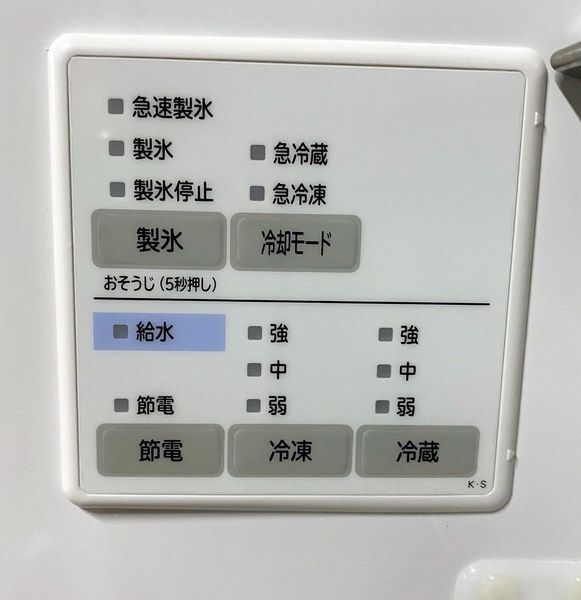 急速製氷
製氷
急冷蔵
製氷停止
急冷凍
製氷
冷却モード
おそうじ(5秒押し)
給水
強
強
中
中
節電
弱
弱
節電
冷凍
冷蔵
K・S